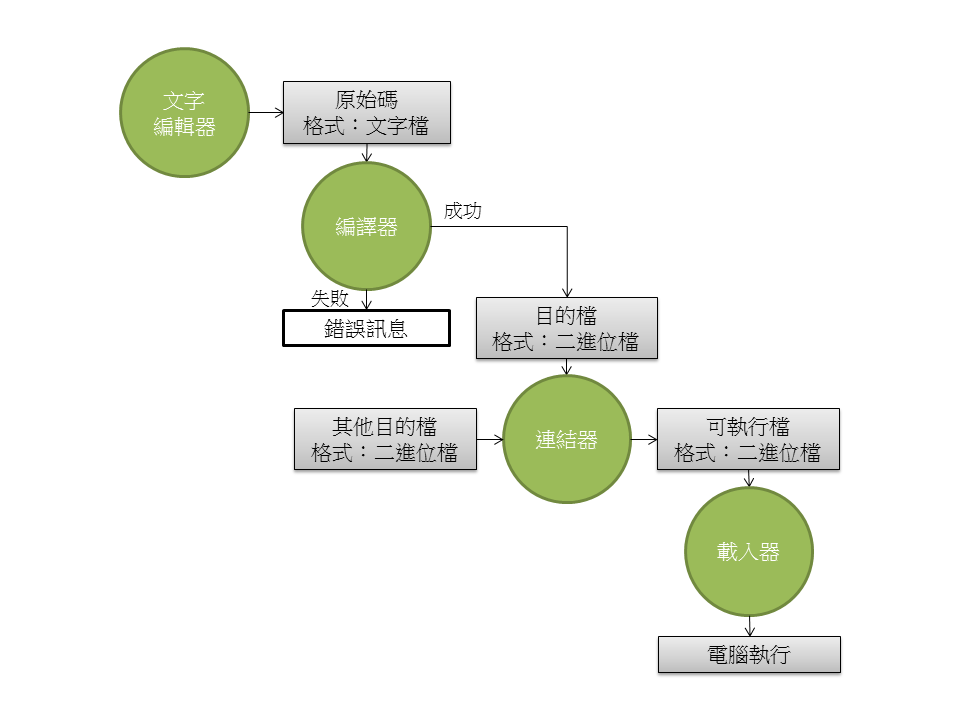 文字
編輯器
原始碼
格式：文字檔
編譯器
成功
失敗
錯誤訊息
目的檔
格式：二進位檔
其他目的檔
格式：二進位檔
連結器
可執行檔
格式：二進位檔
載入器
電腦執行